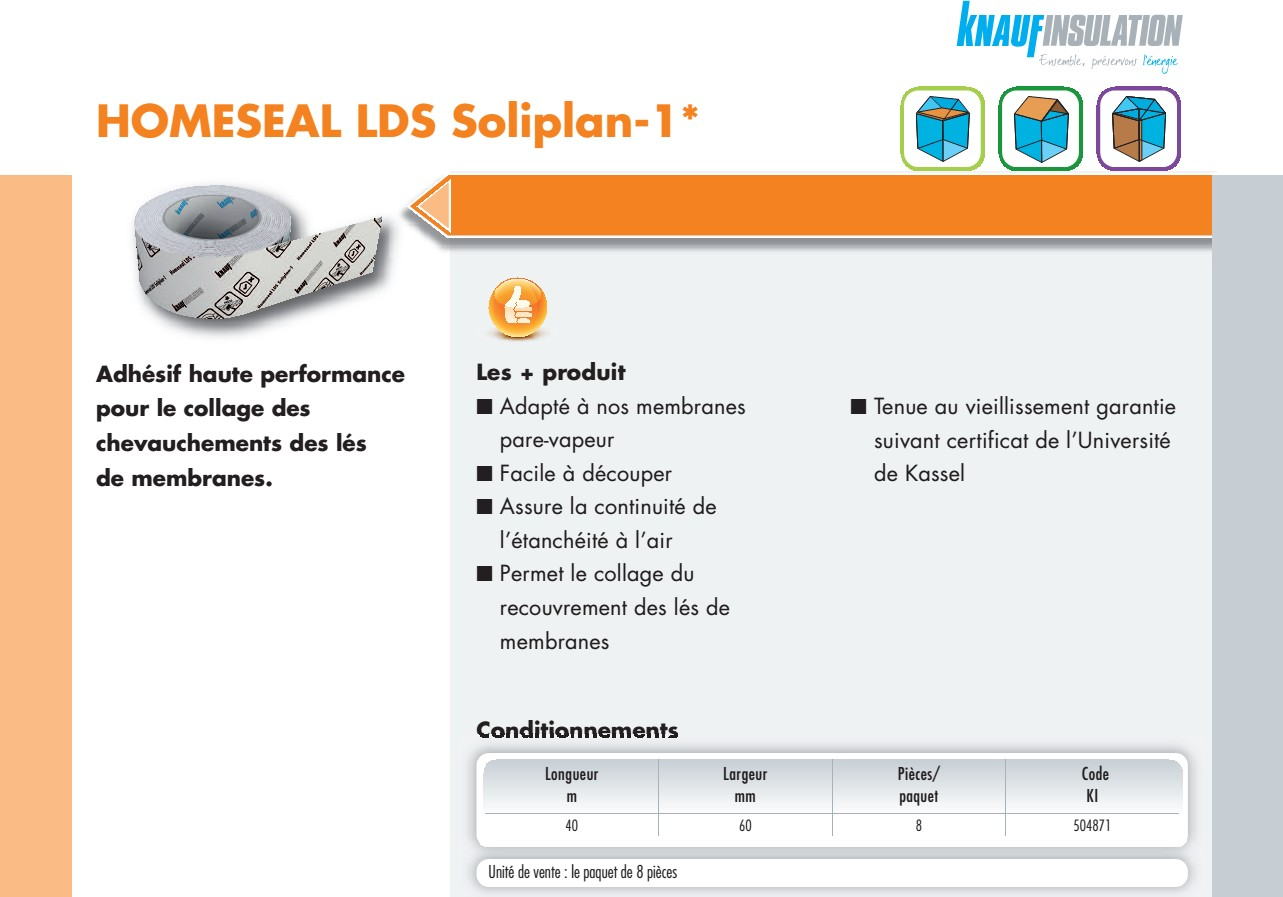 KNAUFINSULATION
Ensemble, préservons l'énergie
HOMESEAL LDS Soliplan-1*
Adhésif haute performance
pour le collage des
chevauchements des lés
de membranes.
Les + produit
■ Adapté à nos membranes
pare-vapeur
■ Facile à découper
■ Assure la continuité de
l'étanchéité à l'air
■ Permet le collage du
recouvrement des lés de
membranes
■ Tenue au vieillissement garantie
suivant certificat de l'Université
de Kassel
Conditionnements
Longueur m Largeur mm Pièces/ paquet Code KI
40 60 8 504871
Unité de vente : le paquet de 8 pièces